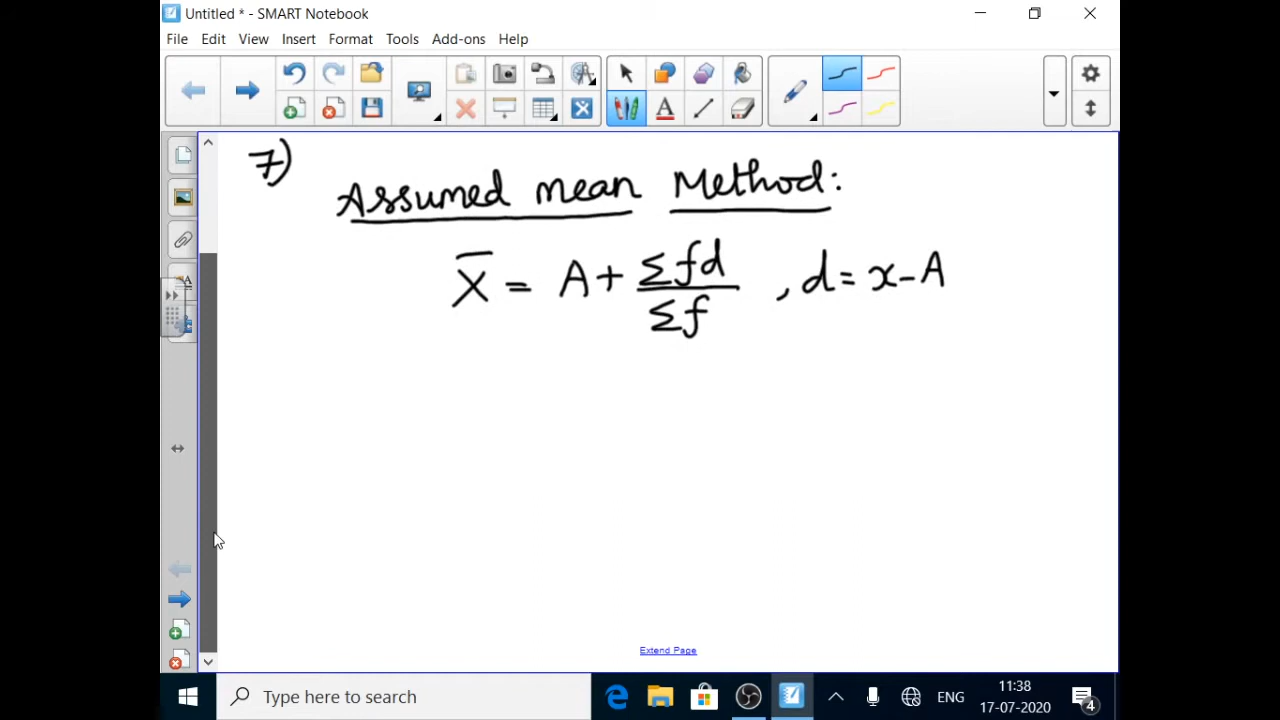 Untitled * - SMART Notebook
File Edit View Insert Format Tools Add-ons Help
7)
Assumed mean Method:
X̅ = A + Σfd / Σf , d = x - A
Extend Page
Type here to search
ENG
11:38
17-07-2020
4